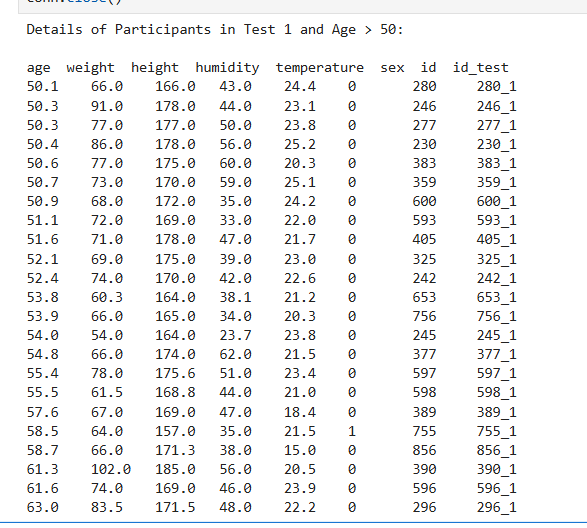 conn.close()
Details of Participants in Test 1 and Age > 50:
age weight height humidity temperature sex id id_test
50.1 66.0 166.0 43.0 24.4 0 280 280_1
50.3 91.0 178.0 44.0 23.1 0 246 246_1
50.3 77.0 177.0 50.0 23.8 0 277 277_1
50.4 86.0 178.0 56.0 25.2 0 230 230_1
50.6 77.0 175.0 60.0 20.3 0 383 383_1
50.7 73.0 170.0 59.0 25.1 0 359 359_1
50.9 68.0 172.0 35.0 24.2 0 600 600_1
51.1 72.0 169.0 33.0 22.0 0 593 593_1
51.6 71.0 178.0 47.0 21.7 0 405 405_1
52.1 69.0 175.0 39.0 23.0 0 325 325_1
52.4 74.0 170.0 42.0 22.6 0 242 242_1
53.8 60.3 164.0 38.1 21.2 0 653 653_1
53.9 66.0 165.0 34.0 20.3 0 756 756_1
54.0 54.0 164.0 23.7 23.8 0 245 245_1
54.8 66.0 174.0 62.0 21.5 0 377 377_1
55.4 78.0 175.6 51.0 23.4 0 597 597_1
55.5 61.5 168.8 44.0 21.0 0 598 598_1
57.6 67.0 169.0 47.0 18.4 0 389 389_1
58.5 64.0 157.0 35.0 21.5 1 755 755_1
58.7 66.0 171.3 38.0 15.0 0 856 856_1
61.3 102.0 185.0 56.0 20.5 0 390 390_1
61.6 74.0 169.0 46.0 23.9 0 596 596_1
63.0 83.5 171.5 48.0 22.2 0 296 296_1